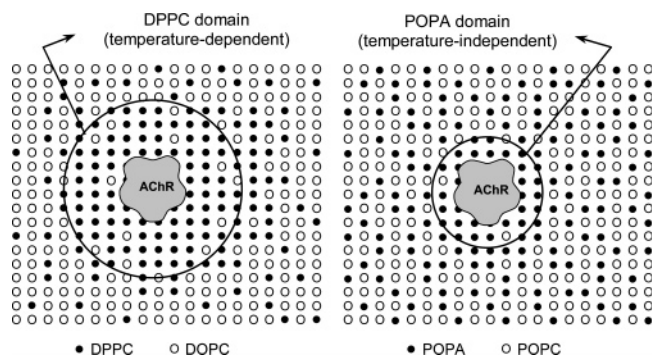 DPPC domain
(temperature-dependent)
POPA domain
(temperature-independent)
AChR
AChR
DPPC DOPC
POPA POPC